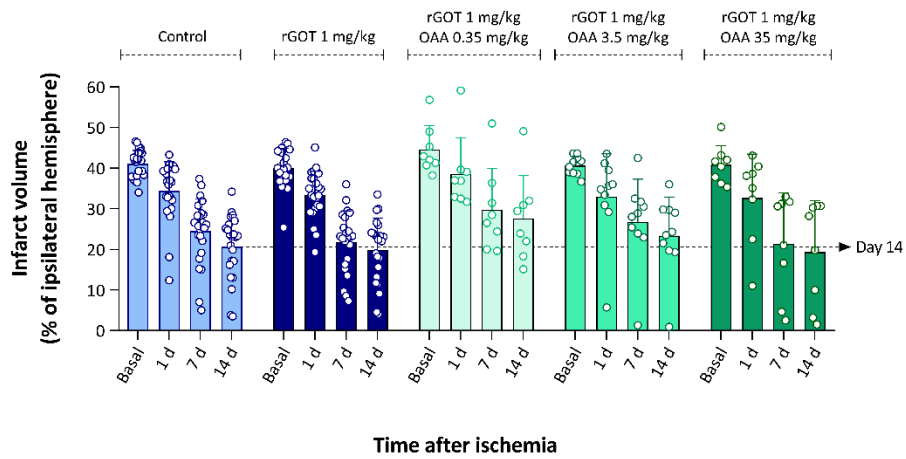 Control
rGOT 1 mg/kg
rGOT 1 mg/kg
OAA 0.35 mg/kg
rGOT 1 mg/kg
OAA 3.5 mg/kg
rGOT 1 mg/kg
OAA 35 mg/kg
Infarct volume
(% of ipsilateral hemisphere)
60
50
40
30
20
10
0
Day 14
Basal
1 d
7 d
14 d
Basal
1 d
7 d
14 d
Basal
1 d
7 d
14 d
Basal
1 d
7 d
14 d
Basal
1 d
7 d
14 d
Time after ischemia